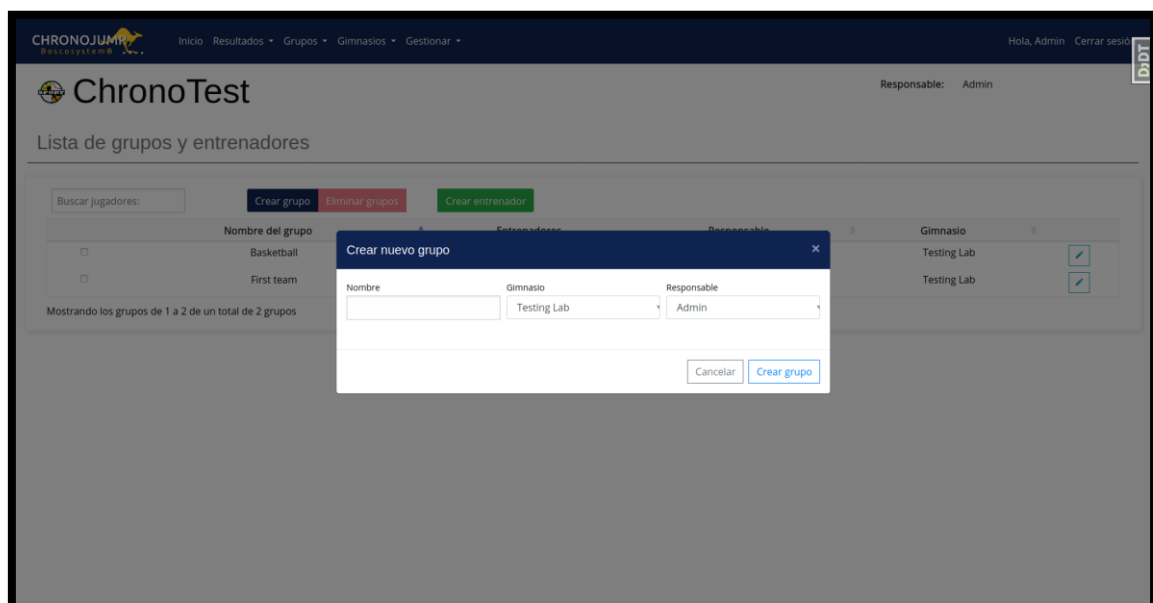 CHRONOJUMP
Boscosystem®
Inicio Resultados Grupos Gimnasios Gestionar
Hola, Admin Cerrar sesió
DjDT
ChronoTest
Responsable: Admin
Lista de grupos y entrenadores
Buscar jugadores:
Crear grupo Eliminar grupos Crear entrenador
Nombre del grupo Entrenadores Responsable Gimnasio
Basketball Testing Lab
First team Testing Lab
Mostrando los grupos de 1 a 2 de un total de 2 grupos
Crear nuevo grupo ×
Nombre Gimnasio Responsable
Testing Lab Admin
Cancelar Crear grupo